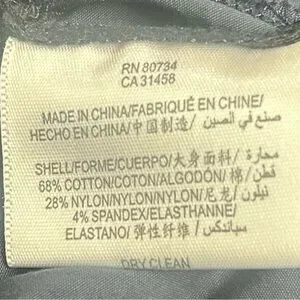 RN 80734
CA 31458
MADE IN CHINA/FABRIQUÉ EN CHINE/
HECHO EN CHINA/中国制造/ صنع في الصين/
SHELL/FORME/CUERPO/大身面料/ محارة/
68% COTTON/COTON/ALGODÓN/棉/قطن/
28% NYLON/NYLON/NYLON/尼龙/ نيلون/
4% SPANDEX/ELASTHANNE/
ELASTANO/弹性纤维/ سباندكس/
DRY CLEAN